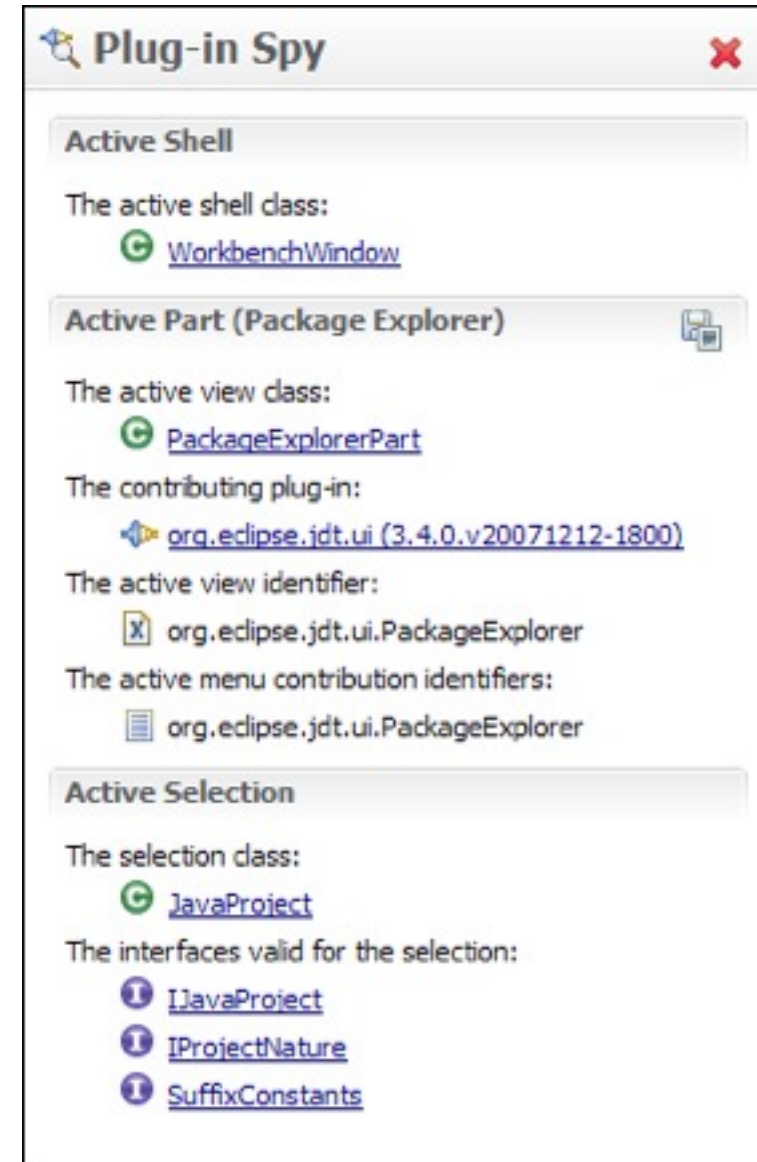 Plug-in Spy
Active Shell
The active shell class:
WorkbenchWindow
Active Part (Package Explorer)
The active view class:
PackageExplorerPart
The contributing plug-in:
org.eclipse.jdt.ui (3.4.0.v20071212-1800)
The active view identifier:
org.eclipse.jdt.ui.PackageExplorer
The active menu contribution identifiers:
org.eclipse.jdt.ui.PackageExplorer
Active Selection
The selection class:
JavaProject
The interfaces valid for the selection:
IJavaProject
IProjectNature
SuffixConstants